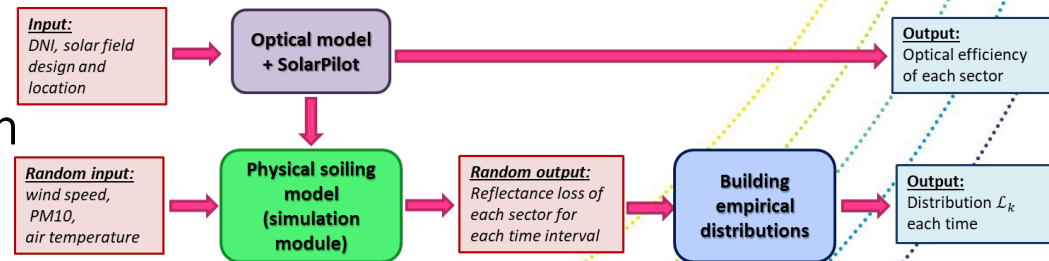 Input:
DNI, solar field
design and
location
Optical model
+ SolarPilot
Output:
Optical efficiency
of each sector
n
Random input:
wind speed,
PM10,
air temperature
Physical soiling
model
(simulation
module)
Random output:
Reflectance loss of
each sector for
each time interval
Building
empirical
distributions
Output:
Distribution ℒₖ
each time